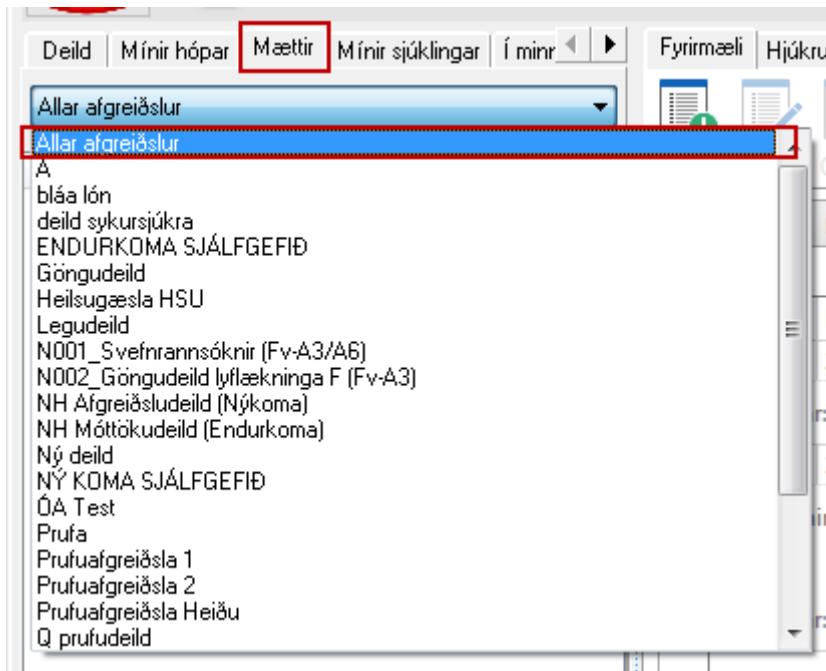 Deild Mínir hópar Mættir Mínir sjúklingar Í minr Fyrirmæli Hjúkru
Allar afgreiðslur
Allar afgreiðslur
A
bláa lón
deild sykursjúkra
ENDURKOMA SJÁLFGEFIÐ
Göngudeild
Heilsugæsla HSU
Legudeild
N001_Svefnrannsóknir (Fv-A3/A6)
N002_Göngudeild lyflækninga F (Fv-A3)
NH Afgreiðsludeild (Nýkoma)
NH Móttökudeild (Endurkoma)
Ný deild
NÝ KOMA SJÁLFGEFIÐ
ÓA Test
Prufa
Prufuafgreiðsla 1
Prufuafgreiðsla 2
Prufuafgreiðsla Heiðu
Q prufudeild